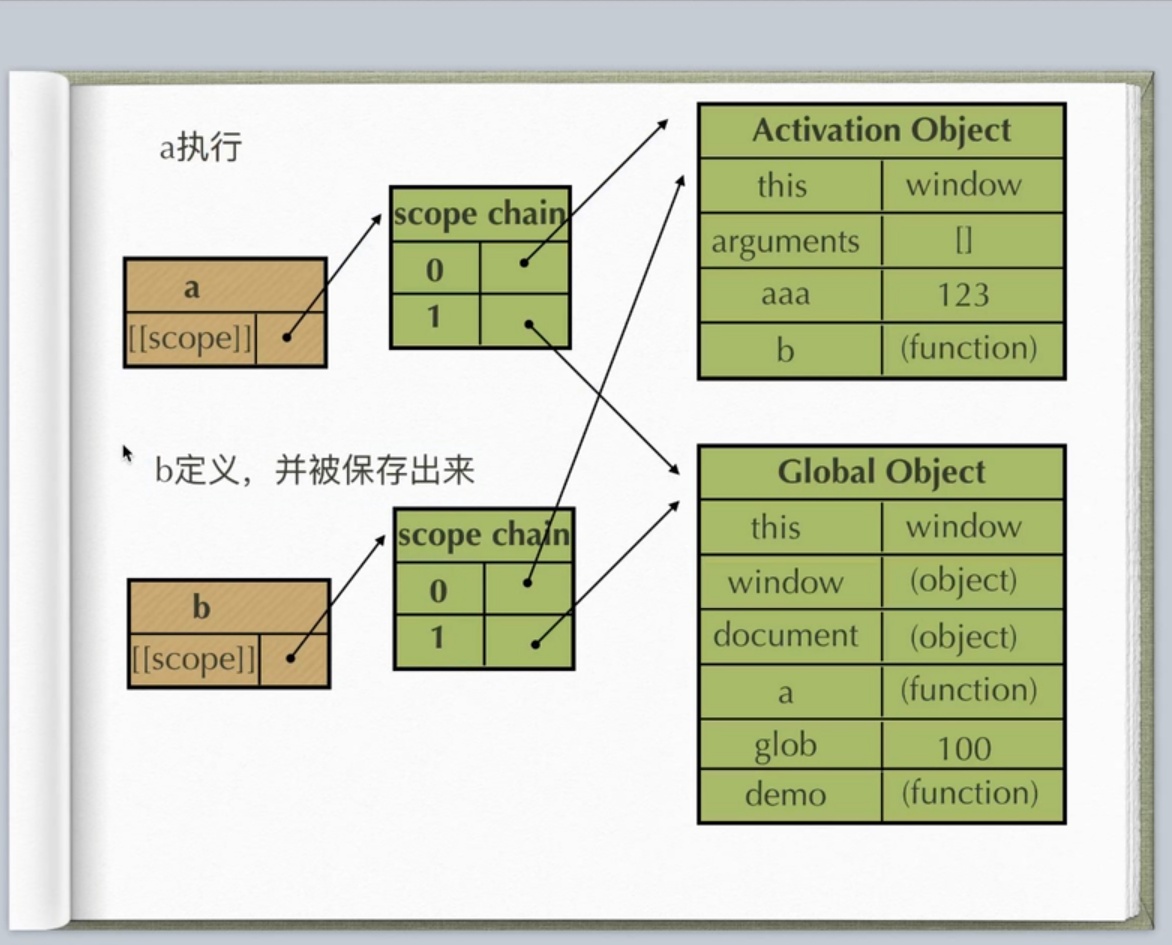 a执行
a
[[scope]]
scope chain
0
1
Activation Object
this window
arguments []
aaa 123
b (function)
b定义，并被保存出来
b
[[scope]]
scope chain
0
1
Global Object
this window
window (object)
document (object)
a (function)
glob 100
demo (function)